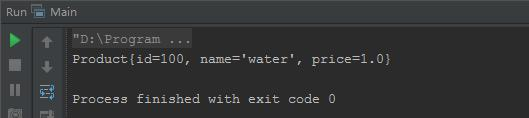 Run Main
"D:\Program ...
Product{id=100, name='water', price=1.0}
Process finished with exit code 0